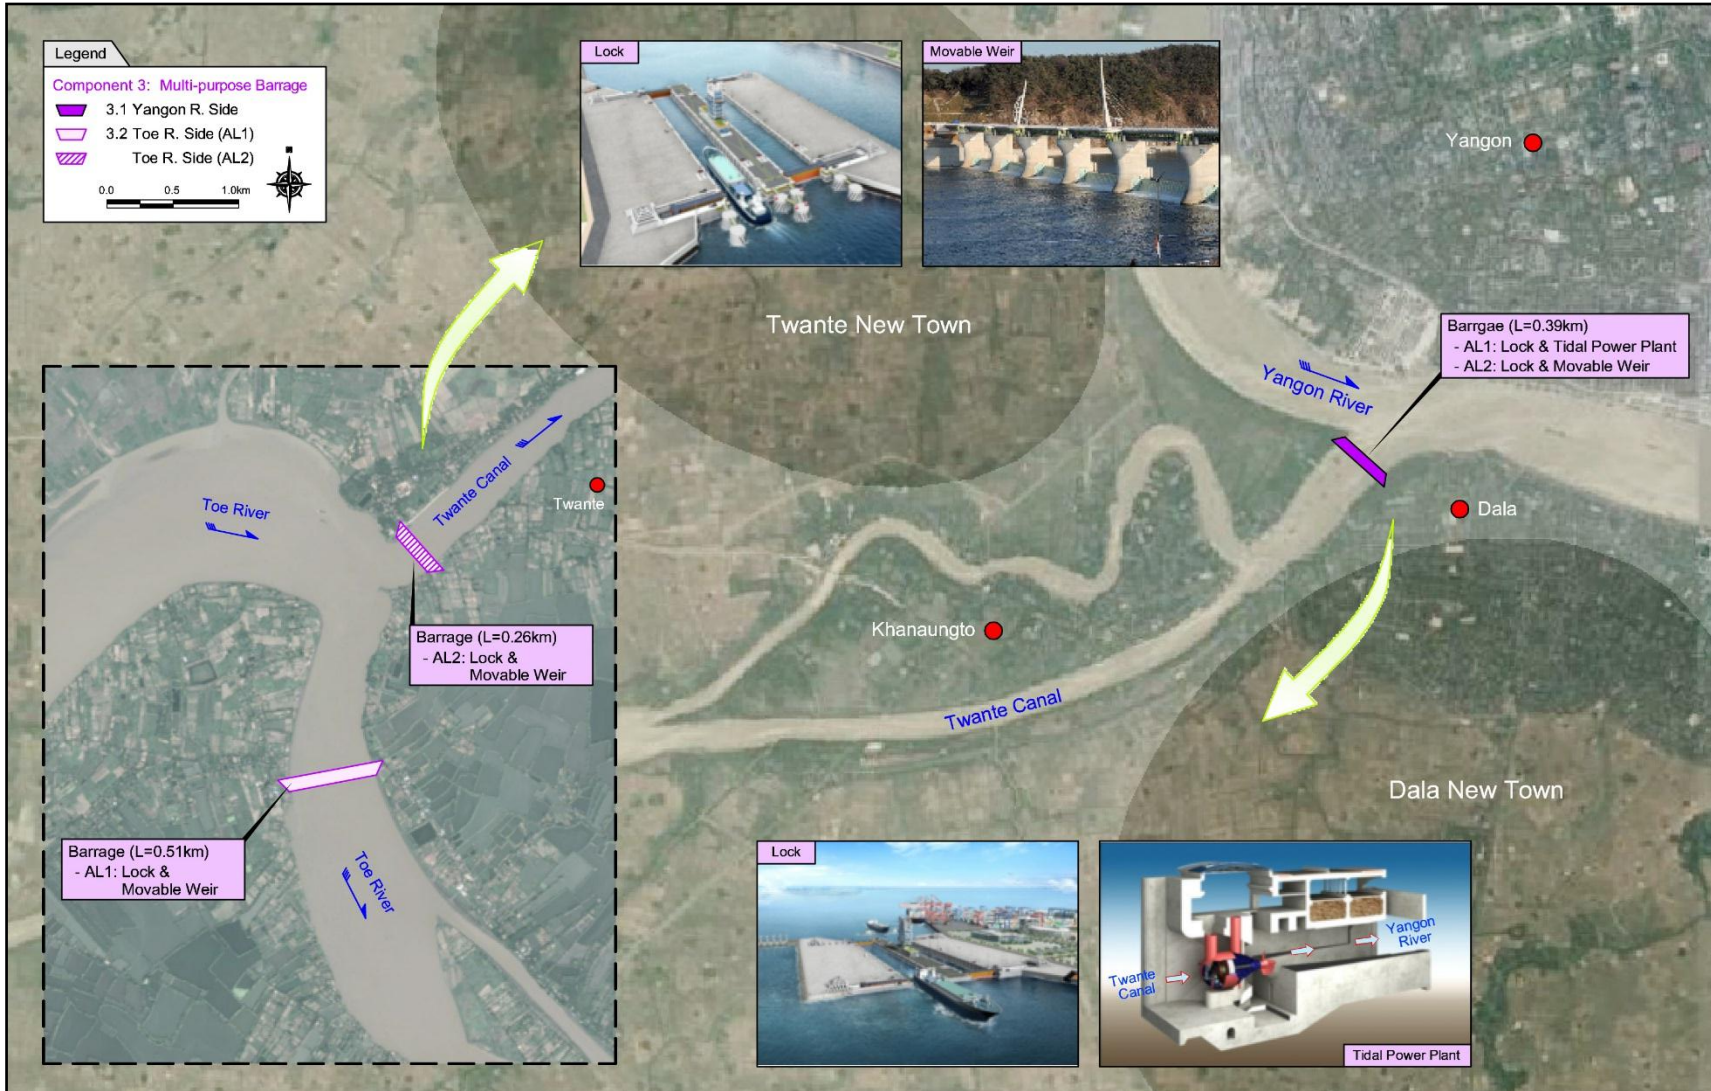 Legend
Component 3: Multi-purpose Barrage
3.1 Yangon R. Side
3.2 Toe R. Side (AL1)
Toe R. Side (AL2)
0.0 0.5 1.0km
Lock
Movable Weir
Yangon
Twante New Town
Barrgae (L=0.39km)
- AL1: Lock & Tidal Power Plant
- AL2: Lock & Movable Weir
Yangon River
Toe River
Twante Canal
Twante
Dala
Barrage (L=0.26km)
- AL2: Lock &
Movable Weir
Khanaungto
Twante Canal
Dala New Town
Barrage (L=0.51km)
- AL1: Lock &
Movable Weir
Toe River
Lock
Twante
Canal
Yangon
River
Tidal Power Plant